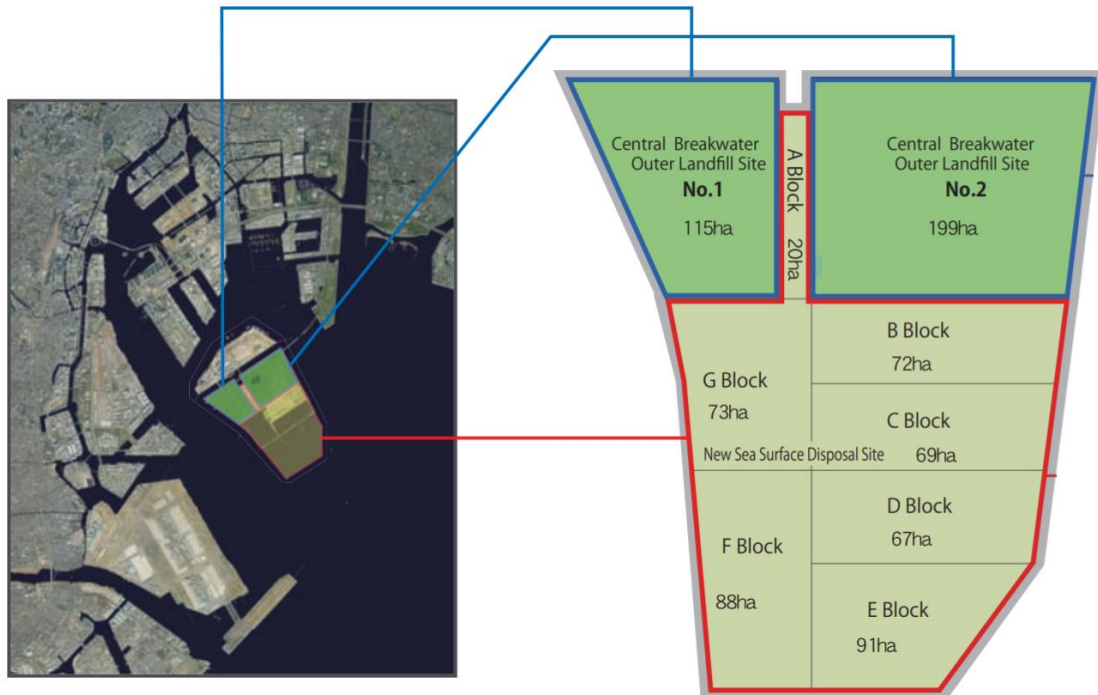 Central Breakwater
Outer Landfill Site
No.1
115ha
A Block
20ha
Central Breakwater
Outer Landfill Site
No.2
199ha
B Block
72ha
G Block
73ha
C Block
New Sea Surface Disposal Site
69ha
D Block
67ha
F Block
88ha
E Block
91ha